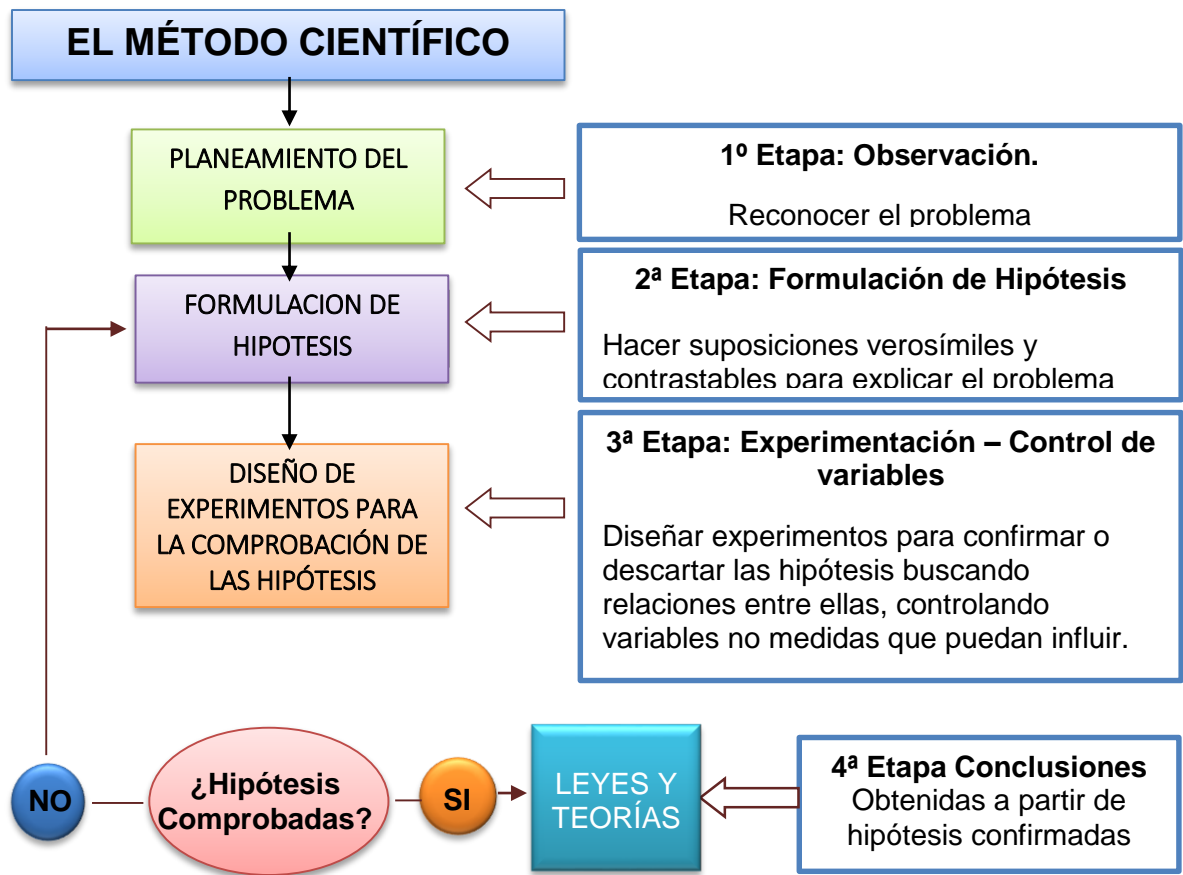 EL MÉTODO CIENTÍFICO
PLANEAMIENTO DEL
PROBLEMA
1º Etapa: Observación.
Reconocer el problema
FORMULACION DE
HIPOTESIS
2ª Etapa: Formulación de Hipótesis
Hacer suposiciones verosímiles y
contrastables para explicar el problema
DISEÑO DE
EXPERIMENTOS PARA
LA COMPROBACIÓN DE
LAS HIPÓTESIS
3ª Etapa: Experimentación – Control de
variables
Diseñar experimentos para confirmar o
descartar las hipótesis buscando
relaciones entre ellas, controlando
variables no medidas que puedan influir.
NO
¿Hipótesis
Comprobadas?
SI
LEYES Y
TEORÍAS
4ª Etapa Conclusiones
Obtenidas a partir de
hipótesis confirmadas